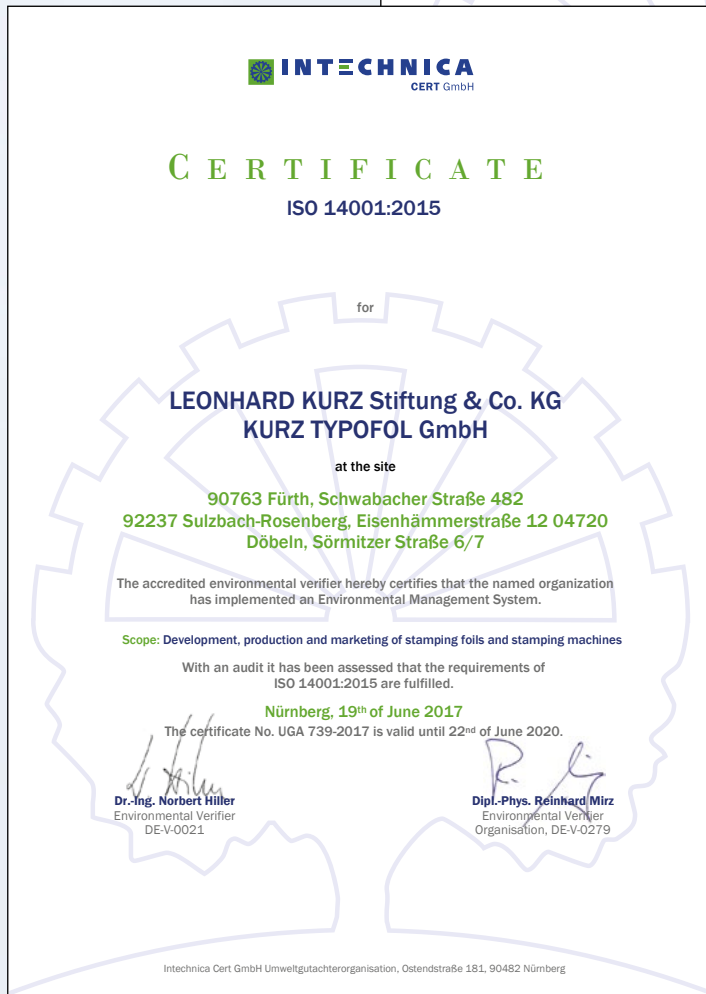 INTECHNICA
CERT GmbH
CERTIFICATE
ISO 14001:2015
for
LEONHARD KURZ Stiftung & Co. KG
KURZ TYPOFOL GmbH
at the site
90763 Fürth, Schwabacher Straße 482
92237 Sulzbach-Rosenberg, Eisenhämmerstraße 12 04720
Döbeln, Sörmitzer Straße 6/7
The accredited environmental verifier hereby certifies that the named organization
has implemented an Environmental Management System.
Scope: Development, production and marketing of stamping foils and stamping machines
With an audit it has been assessed that the requirements of
ISO 14001:2015 are fulfilled.
Nürnberg, 19th of June 2017
The certificate No. UGA 739-2017 is valid until 22nd of June 2020.
Dr.-Ing. Norbert Hiller
Environmental Verifier
DE-V-0021
Dipl.-Phys. Reinhard Mirz
Environmental Verifier
Organisation, DE-V-0279
Intechnica Cert GmbH Umweltgutachterorganisation, Ostendstraße 181, 90482 Nürnberg